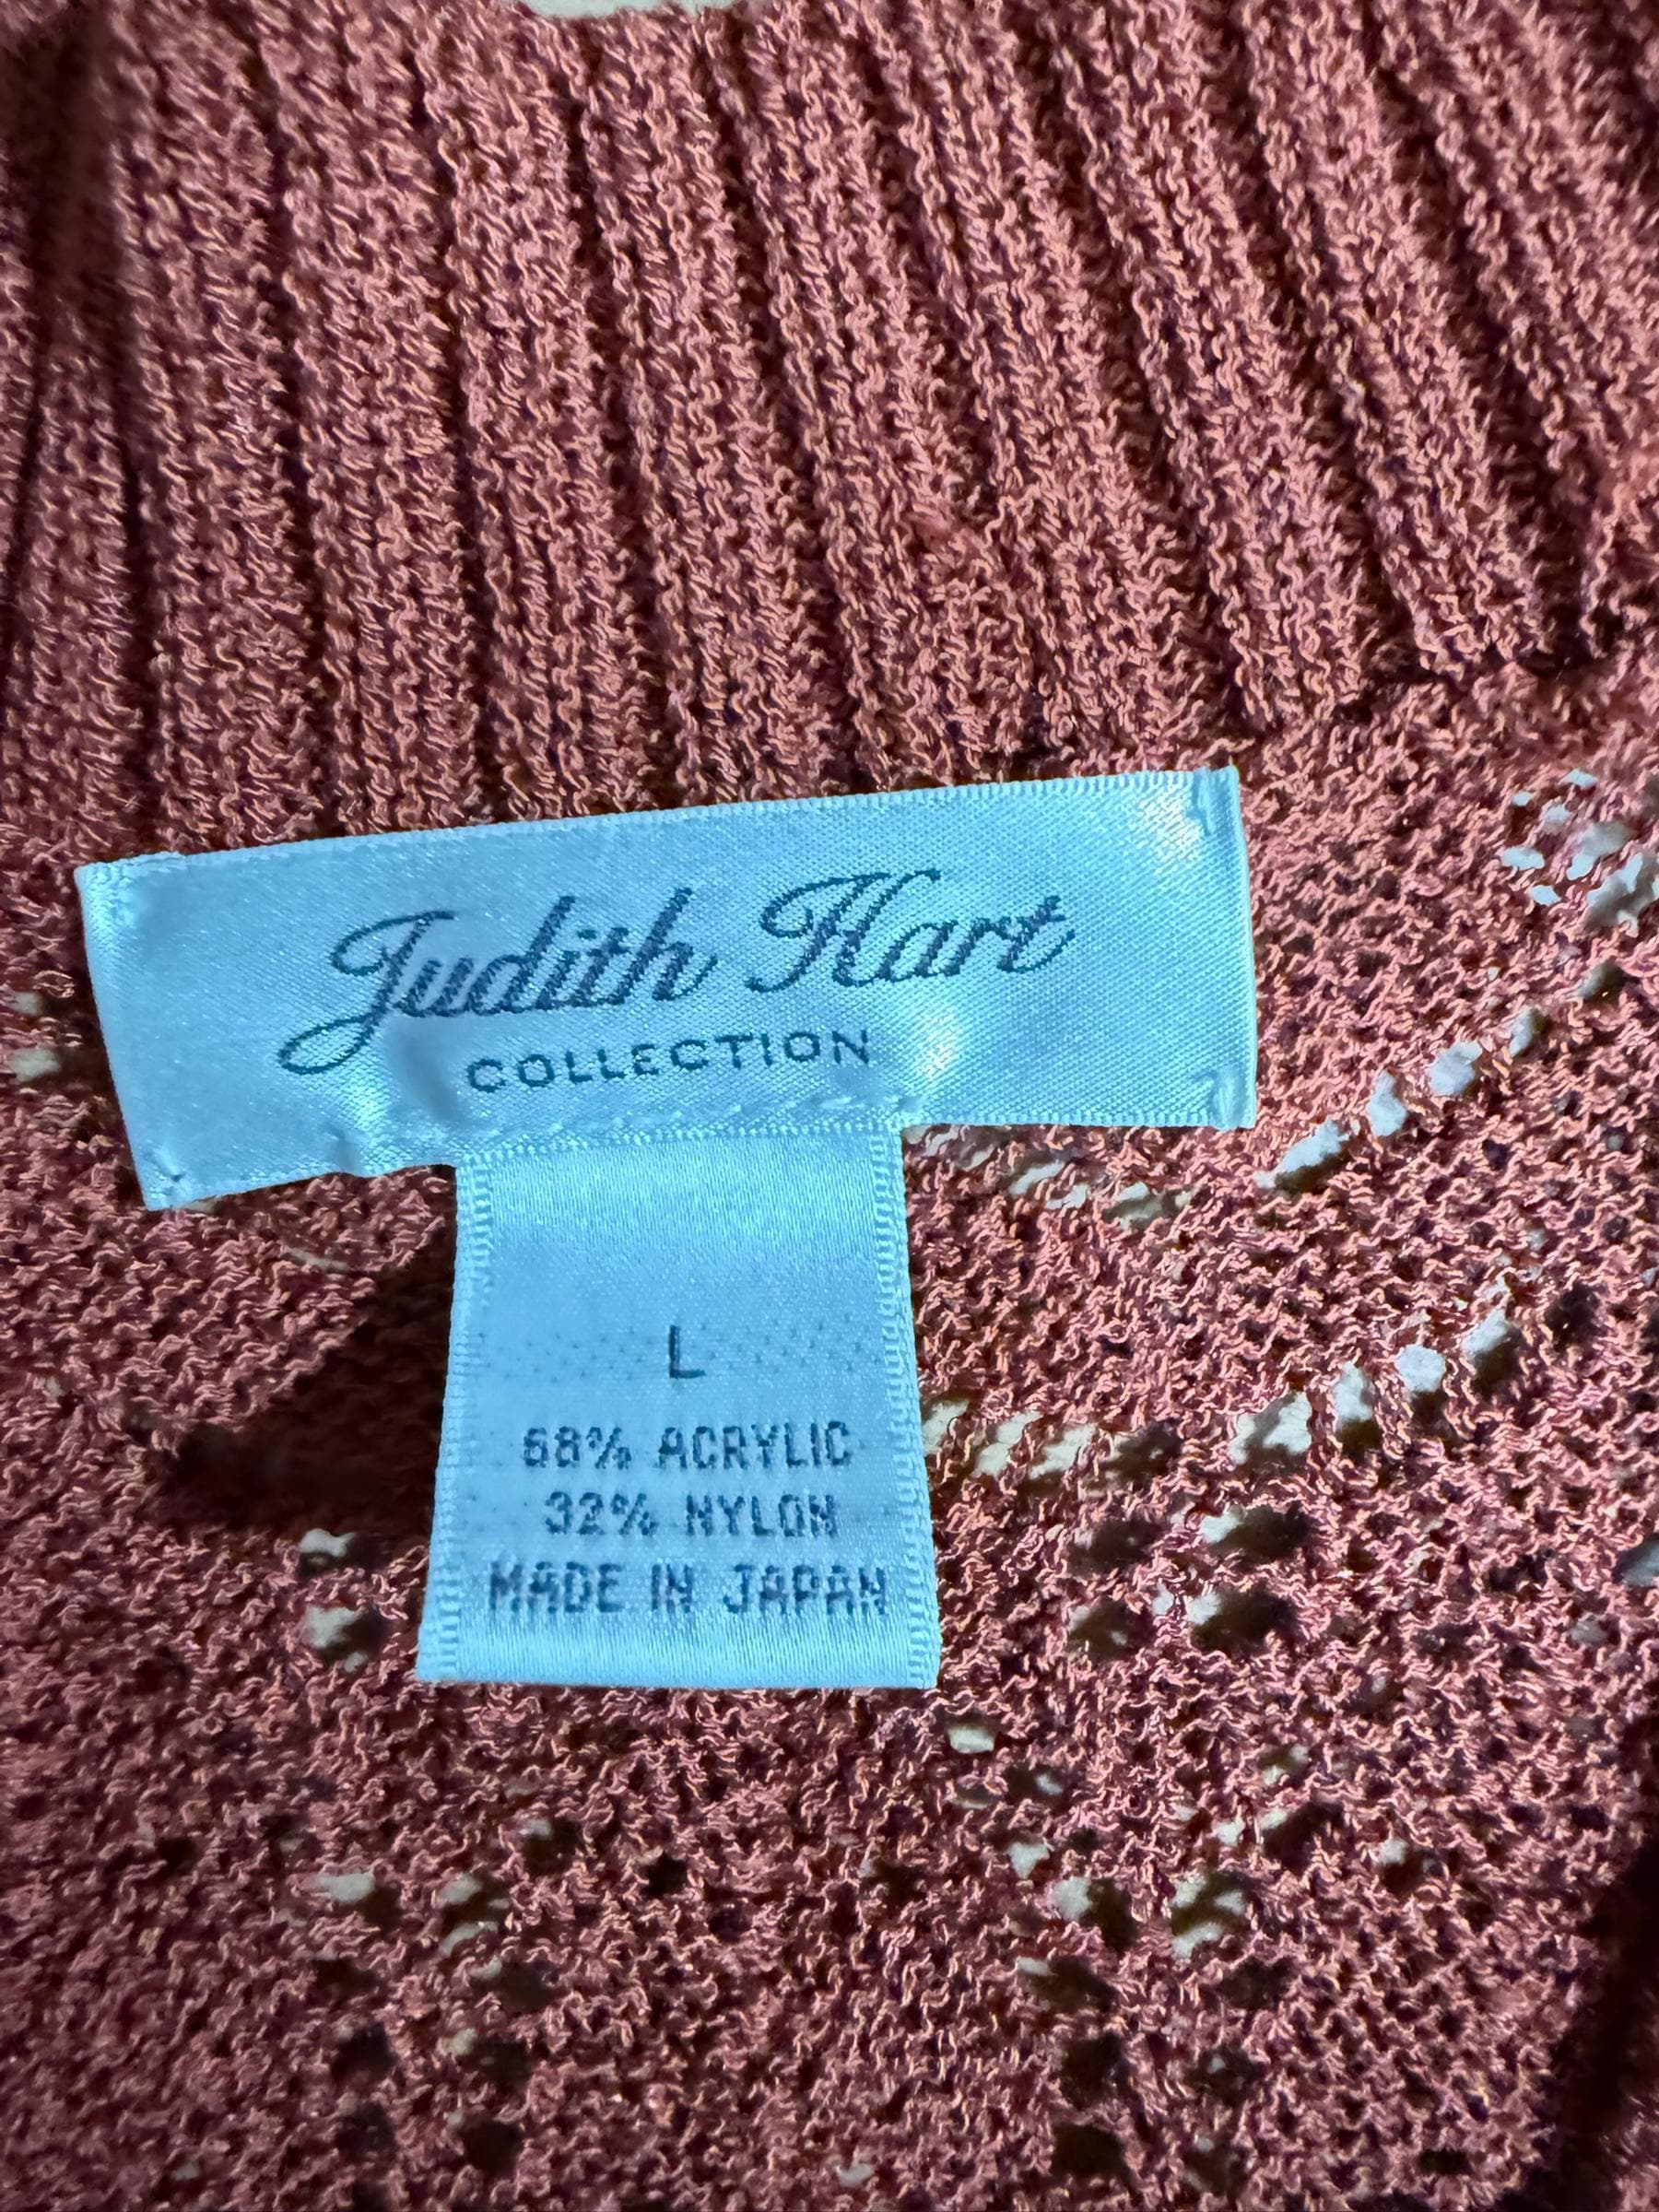 Judith Hart
COLLECTION
L
68% ACRYLIC
32% NYLON
MADE IN JAPAN